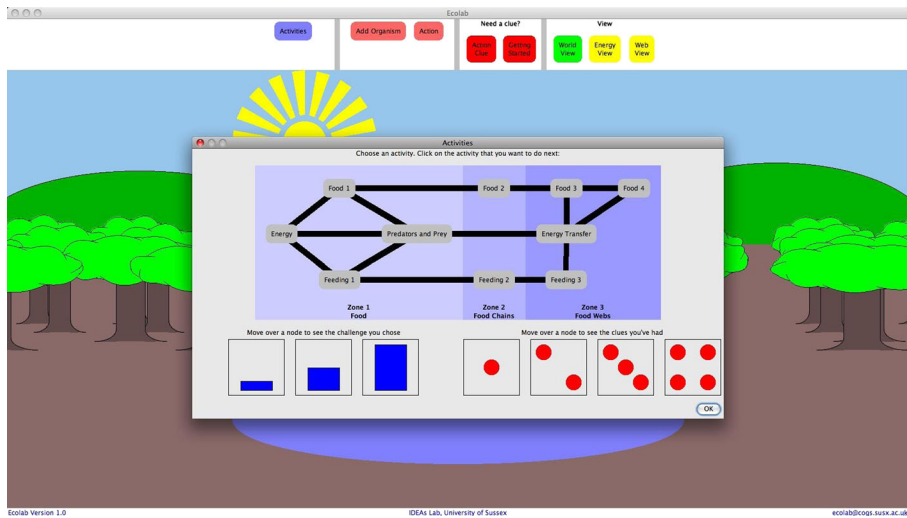 Ecolab
Need a clue?
View
Activities
Add Organism
Action
Action
Clue
Getting
Started
World
View
Energy
View
Web
View
Activities
Choose an activity. Click on the activity that you want to do next:
Food 1
Food 2
Food 3
Food 4
Energy
Predators and Prey
Energy Transfer
Feeding 1
Feeding 2
Feeding 3
Zone 1
Food
Zone 2
Food Chains
Zone 3
Food Webs
Move over a node to see the challenge you chose
Move over a node to see the clues you've had
OK
Ecolab Version 1.0
IDEAs Lab, University of Sussex
ecolab@cogs.susx.ac.uk